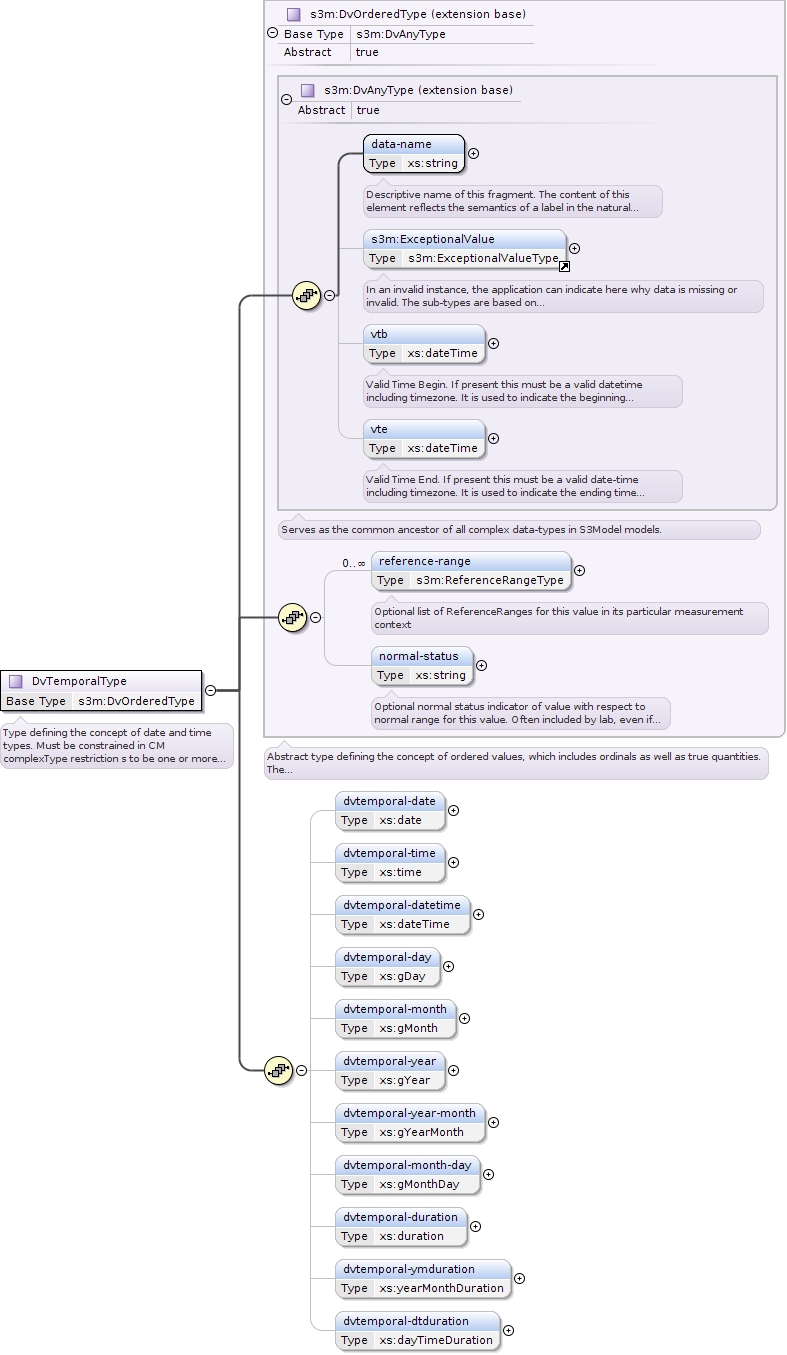 s3m:DvOrderedType (extension base)
Base Type s3m:DvAnyType
Abstract true
s3m:DvAnyType (extension base)
Abstract true
data-name
Type xs:string
Descriptive name of this fragment. The content of this
element reflects the semantics of a label in the natural...
s3m:ExceptionalValue
Type s3m:ExceptionalValueType
In an invalid instance, the application can indicate here why data is missing or
invalid. The sub-types are based on...
vtb
Type xs:dateTime
Valid Time Begin. If present this must be a valid datetime
including timezone. It is used to indicate the beginning...
vte
Type xs:dateTime
Valid Time End. If present this must be a valid date-time
including timezone. It is used to indicate the ending time...
Serves as the common ancestor of all complex data-types in S3Model models.
0..∞
reference-range
Type s3m:ReferenceRangeType
Optional list of ReferenceRanges for this value in its particular measurement
context
normal-status
Type xs:string
Optional normal status indicator of value with respect to
normal range for this value. Often included by lab, even if...
DvTemporalType
Base Type s3m:DvOrderedType
Type defining the concept of date and time
types. Must be constrained in CM
complexType restriction s to be one or more...
Abstract type defining the concept of ordered values, which includes ordinals as well as true quantities.
The...
dvtemporal-date
Type xs:date
dvtemporal-time
Type xs:time
dvtemporal-datetime
Type xs:dateTime
dvtemporal-day
Type xs:gDay
dvtemporal-month
Type xs:gMonth
dvtemporal-year
Type xs:gYear
dvtemporal-year-month
Type xs:gYearMonth
dvtemporal-month-day
Type xs:gMonthDay
dvtemporal-duration
Type xs:duration
dvtemporal-ymduration
Type xs:yearMonthDuration
dvtemporal-dtduration
Type xs:dayTimeDuration